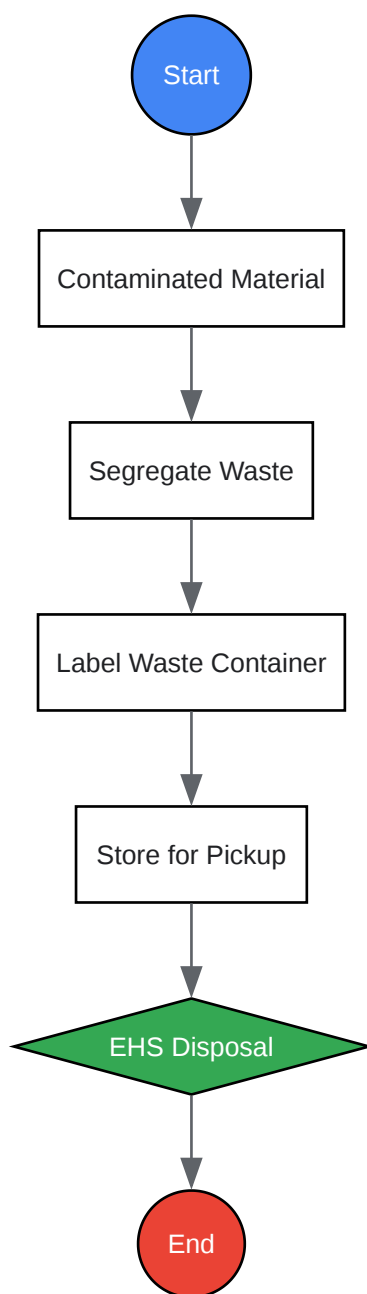 Start
Contaminated Material
Segregate Waste
Label Waste Container
Store for Pickup
EHS Disposal
End